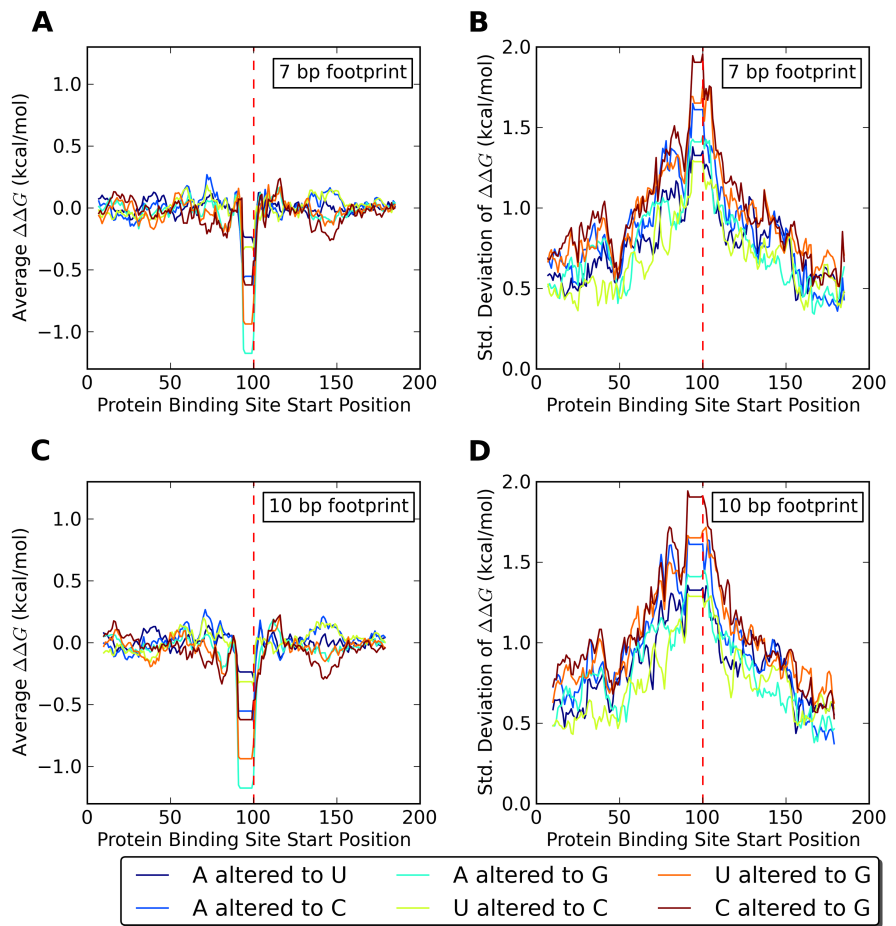 A
7 bp footprint
Average ΔΔG (kcal/mol)
1.0
0.5
0.0
−0.5
−1.0
0 50 100 150 200
Protein Binding Site Start Position
B
7 bp footprint
Std. Deviation of ΔΔG (kcal/mol)
2.0
1.5
1.0
0.5
0.0
0 50 100 150 200
Protein Binding Site Start Position
C
10 bp footprint
Average ΔΔG (kcal/mol)
1.0
0.5
0.0
−0.5
−1.0
0 50 100 150 200
Protein Binding Site Start Position
D
10 bp footprint
Std. Deviation of ΔΔG (kcal/mol)
2.0
1.5
1.0
0.5
0.0
0 50 100 150 200
Protein Binding Site Start Position
A altered to U A altered to G U altered to G
A altered to C U altered to C C altered to G